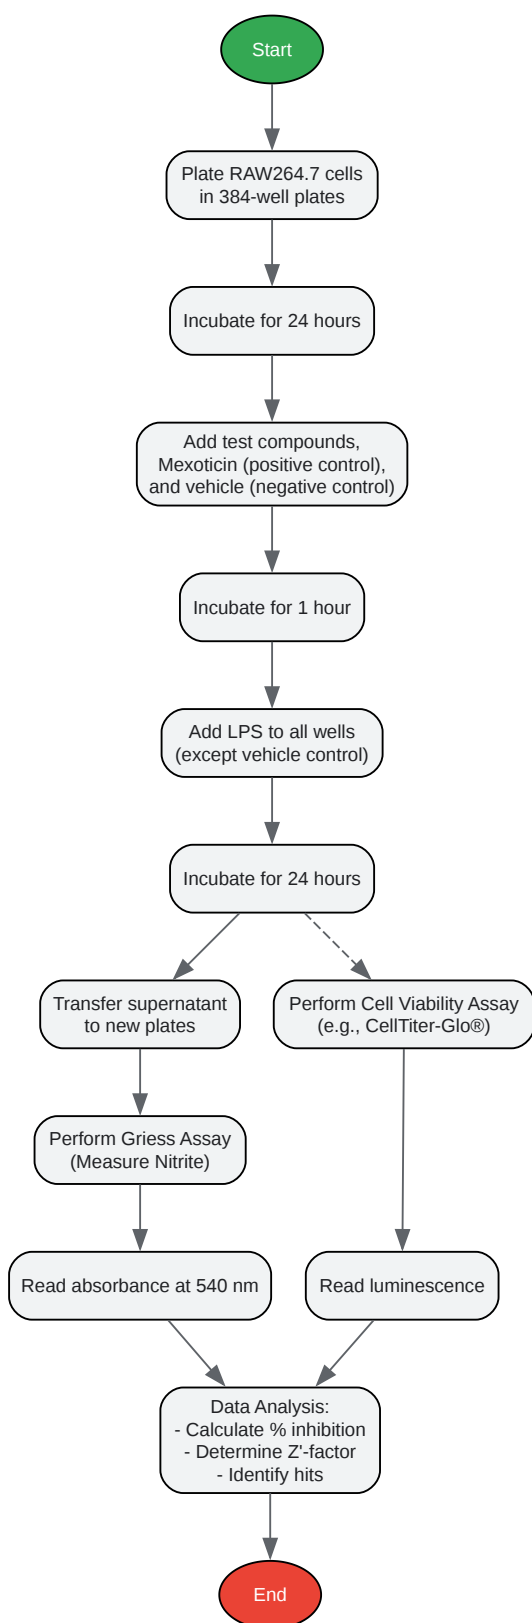 Start
Plate RAW264.7 cells
in 384-well plates
Incubate for 24 hours
Add test compounds,
Mexoticin (positive control),
and vehicle (negative control)
Incubate for 1 hour
Add LPS to all wells
(except vehicle control)
Incubate for 24 hours
Transfer supernatant
to new plates
Perform Cell Viability Assay
(e.g., CellTiter-Glo®)
Perform Griess Assay
(Measure Nitrite)
Read absorbance at 540 nm
Read luminescence
Data Analysis:
- Calculate % inhibition
- Determine Z'-factor
- Identify hits
End